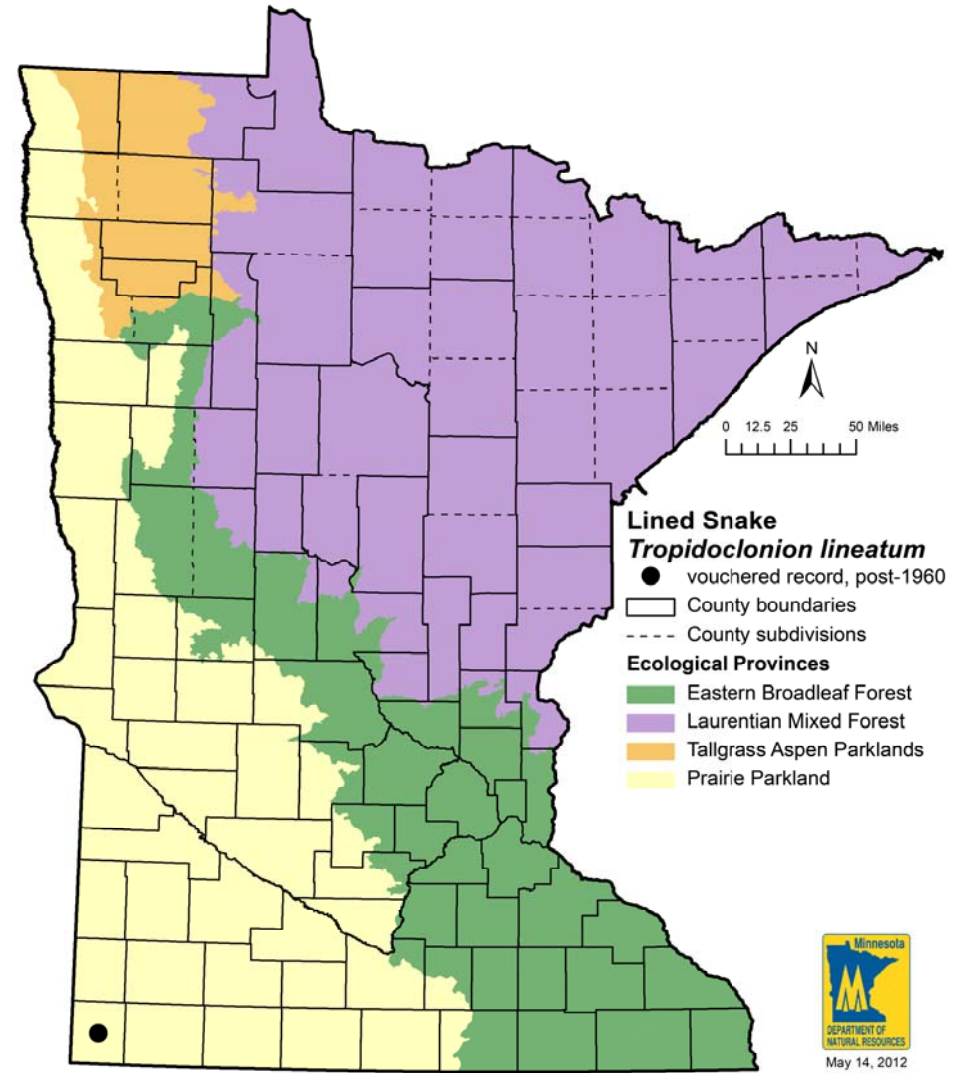 N
0 12.5 25 50 Miles
Lined Snake
Tropidoclonion lineatum
vouchered record, post-1960
County boundaries
County subdivisions
Ecological Provinces
Eastern Broadleaf Forest
Laurentian Mixed Forest
Tallgrass Aspen Parklands
Prairie Parkland
Minnesota
M
DEPARTMENT OF
NATURAL RESOURCES
May 14, 2012